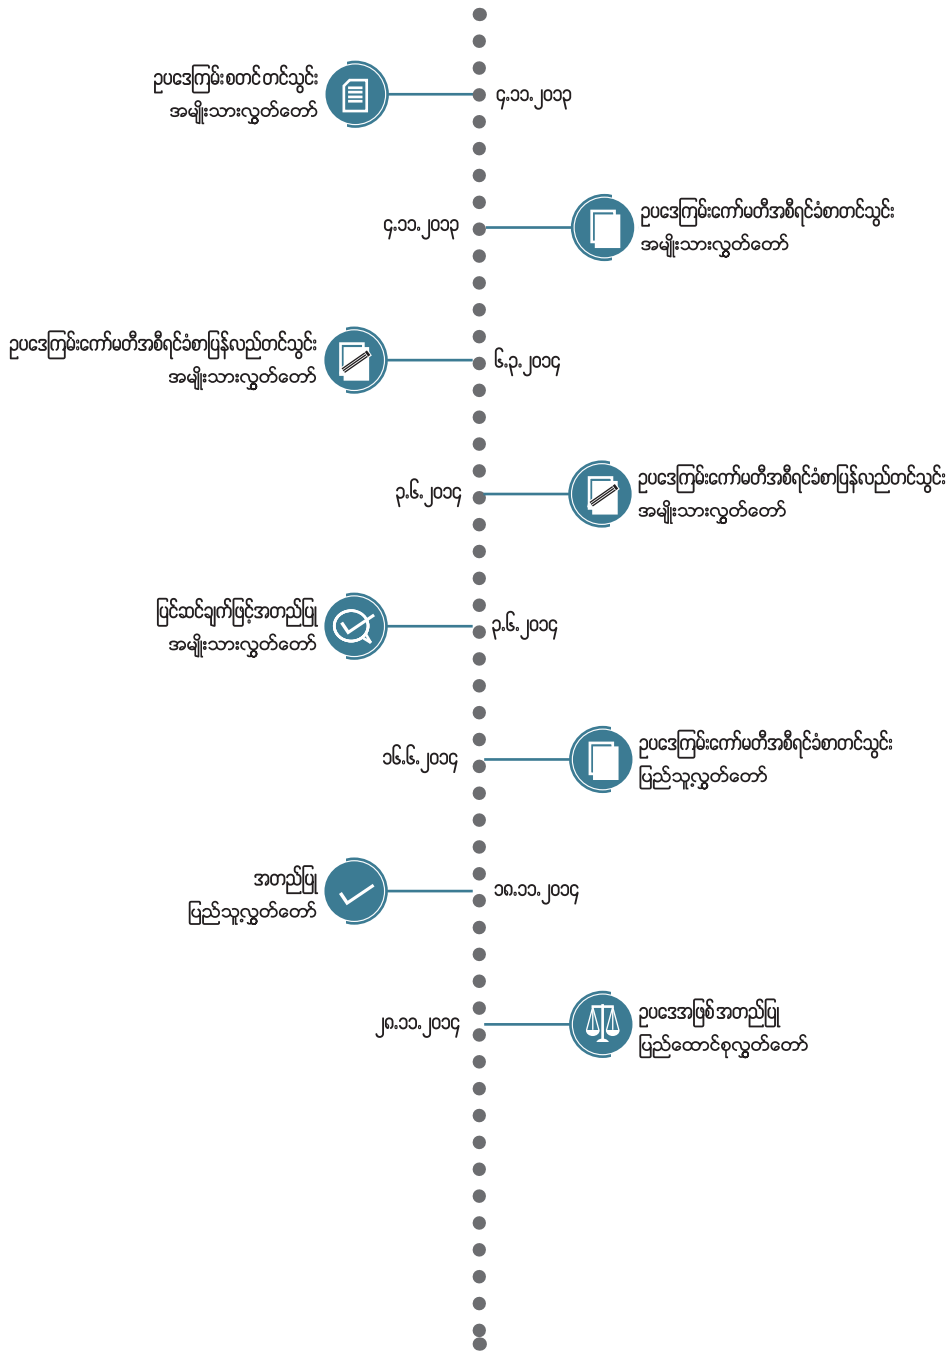 ဥပဒေကြမ်းစတင်တင်သွင်း
အမျိုးသားလွှတ်တော်
၄.၁၁.၂၀၁၃
၄.၁၁.၂၀၁၃
ဥပဒေကြမ်းကော်မတီအစီရင်ခံစာတင်သွင်း
အမျိုးသားလွှတ်တော်
ဥပဒေကြမ်းကော်မတီအစီရင်ခံစာပြန်လည်တင်သွင်း
အမျိုးသားလွှတ်တော်
၆.၃.၂၀၁၄
၃.၆.၂၀၁၄
ဥပဒေကြမ်းကော်မတီအစီရင်ခံစာပြန်လည်တင်သွင်း
အမျိုးသားလွှတ်တော်
ပြင်ဆင်ချက်ဖြင့်အတည်ပြု
အမျိုးသားလွှတ်တော်
၃.၆.၂၀၁၄
၁၆.၆.၂၀၁၄
ဥပဒေကြမ်းကော်မတီအစီရင်ခံစာတင်သွင်း
ပြည်သူ့လွှတ်တော်
အတည်ပြု
ပြည်သူ့လွှတ်တော်
၁၈.၁၁.၂၀၁၄
၂၈.၁၁.၂၀၁၄
ဥပဒေအဖြစ်အတည်ပြု
ပြည်ထောင်စုလွှတ်တော်